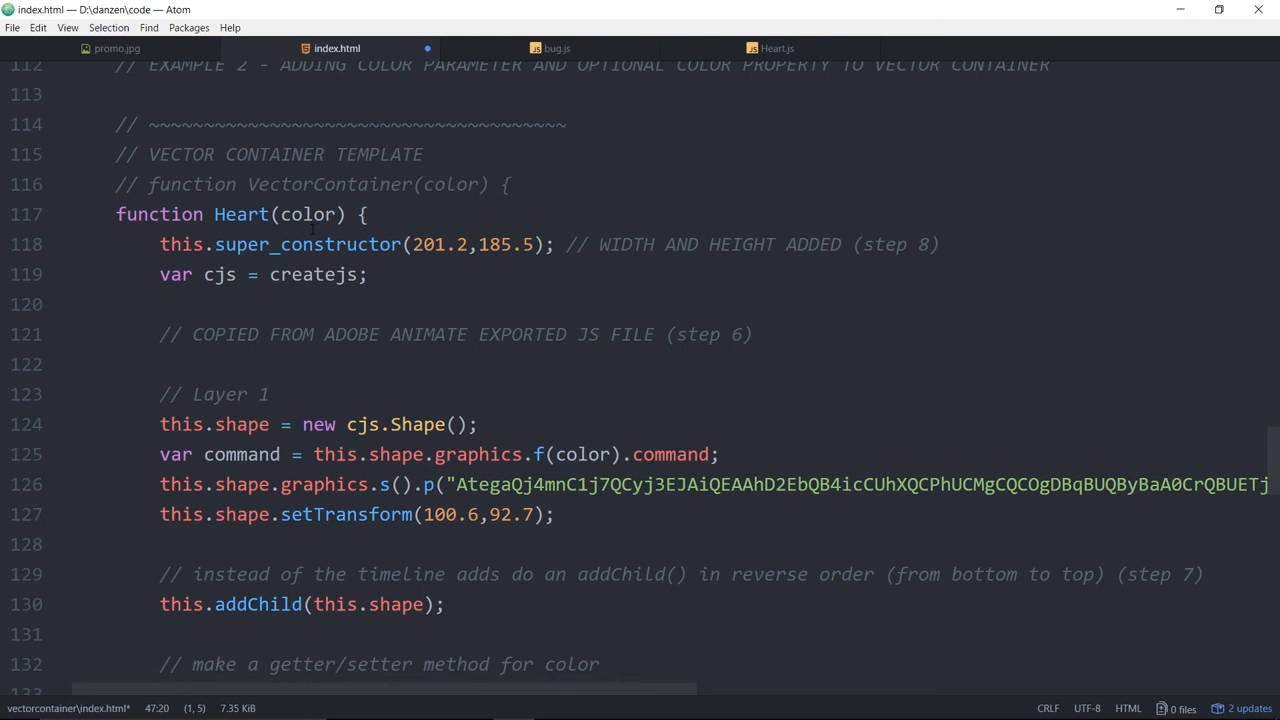 index.html — D:\danzen\code — Atom
File Edit View Selection Find Packages Help
promo.jpg index.html bug.js Heart.js
112 // EXAMPLE 2 - ADDING COLOR PARAMETER AND OPTIONAL COLOR PROPERTY TO VECTOR CONTAINER
113
114 // ~~~~~~~~~~~~~~~~~~~~~~~~~~~~~~~~~~~~~~
115 // VECTOR CONTAINER TEMPLATE
116 // function VectorContainer(color) {
117 function Heart(color) {
118 this.super_constructor(201.2,185.5); // WIDTH AND HEIGHT ADDED (step 8)
119 var cjs = createjs;
120
121 // COPIED FROM ADOBE ANIMATE EXPORTED JS FILE (step 6)
122
123 // Layer 1
124 this.shape = new cjs.Shape();
125 var command = this.shape.graphics.f(color).command;
126 this.shape.graphics.s().p("AtegaQj4mnC1j7QCyj3EJAiQEAAhD2EbQB4icCUhXQCPhUCMgCQCOgDBqBUQByBaA0CrQBUETj
127 this.shape.setTransform(100.6,92.7);
128
129 // instead of the timeline adds do an addChild() in reverse order (from bottom to top) (step 7)
130 this.addChild(this.shape);
131
132 // make a getter/setter method for color
133
vectorcontainer\index.html* 47:20 (1, 5) 7.35 KiB CRLF UTF-8 HTML 0 files 2 updates